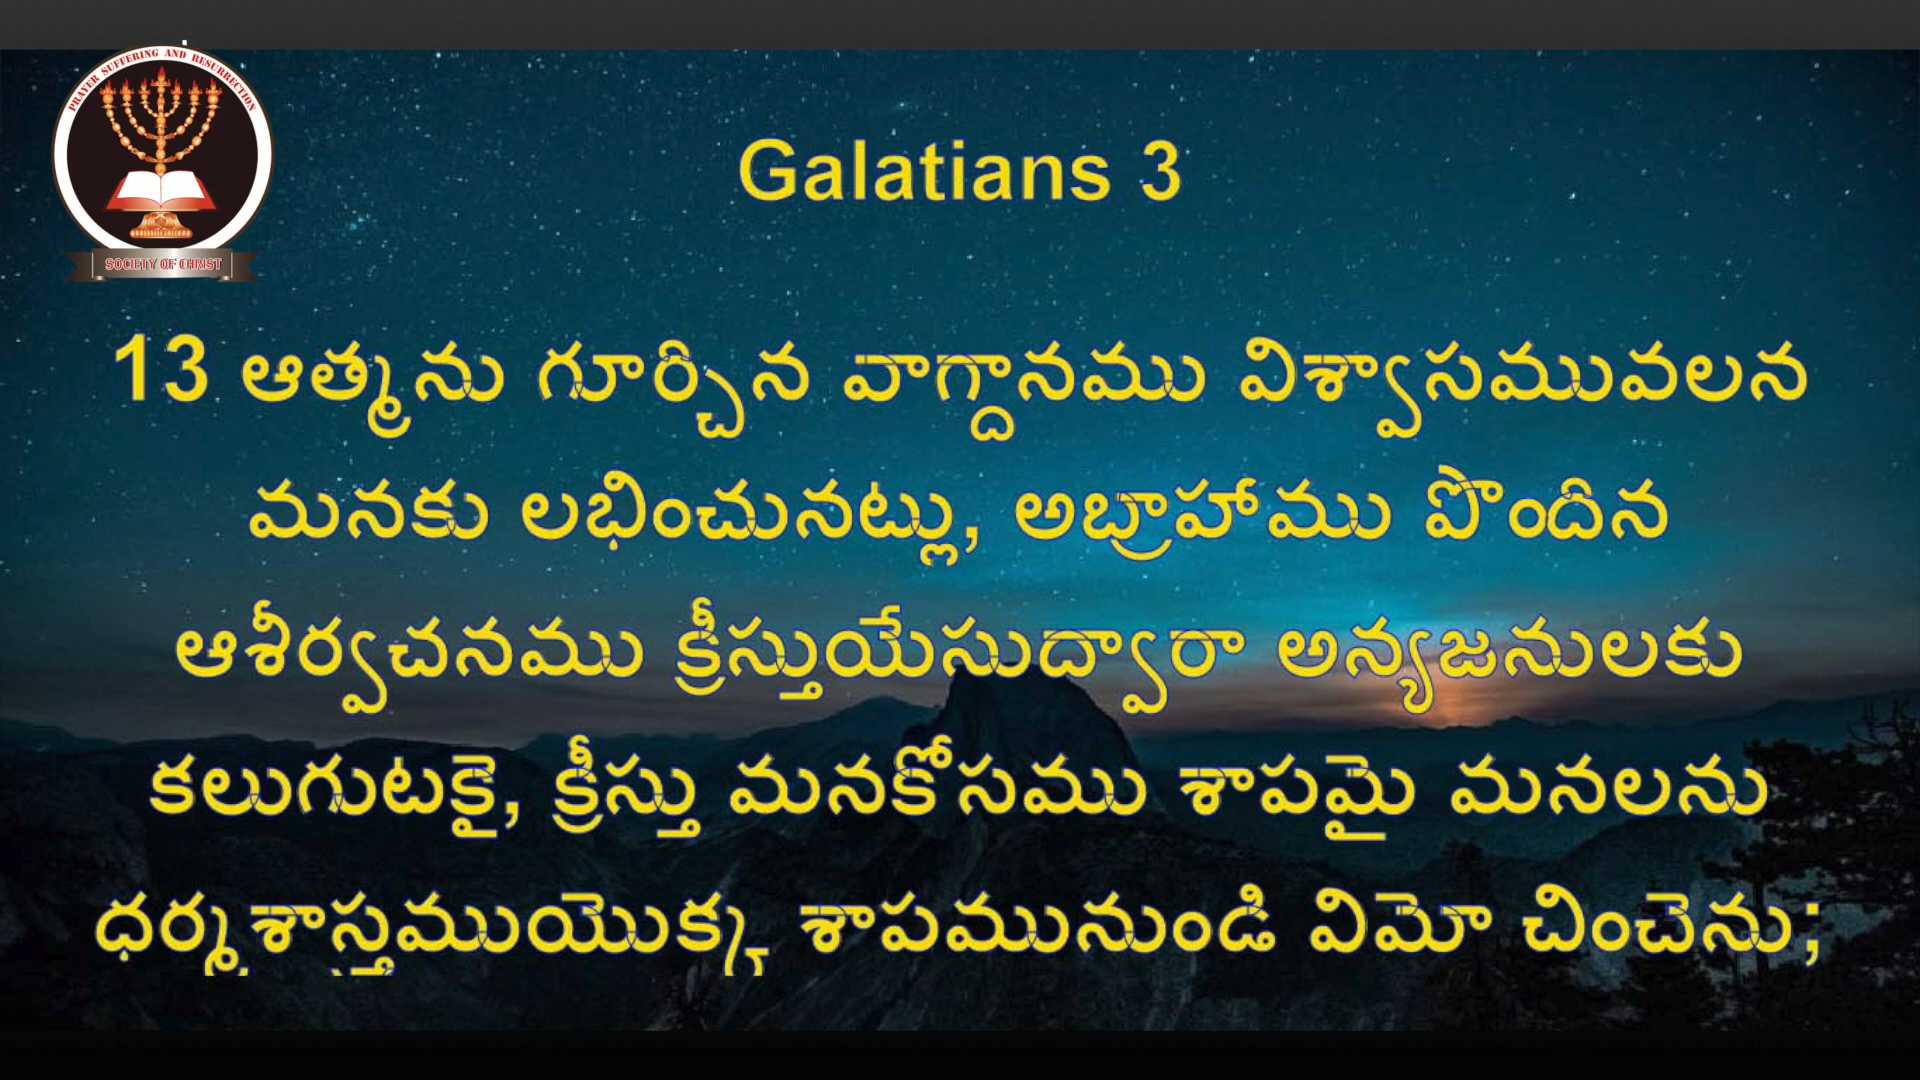 PRAYER SUFFERING AND RESURRECTION
SOCIETY OF CHRIST
Galatians 3
13 ఆత్మను గూర్చిన వాగ్దానము విశ్వాసమువలన
మనకు లభించునట్లు, అబ్రాహాము పొందిన
ఆశీర్వచనము క్రీస్తుయేసుద్వారా అన్యజనులకు
కలుగుటకై, క్రీస్తు మనకోసము శాపమై మనలను
ధర్మశాస్త్రముయొక్క శాపమునుండి విమో చించెను;